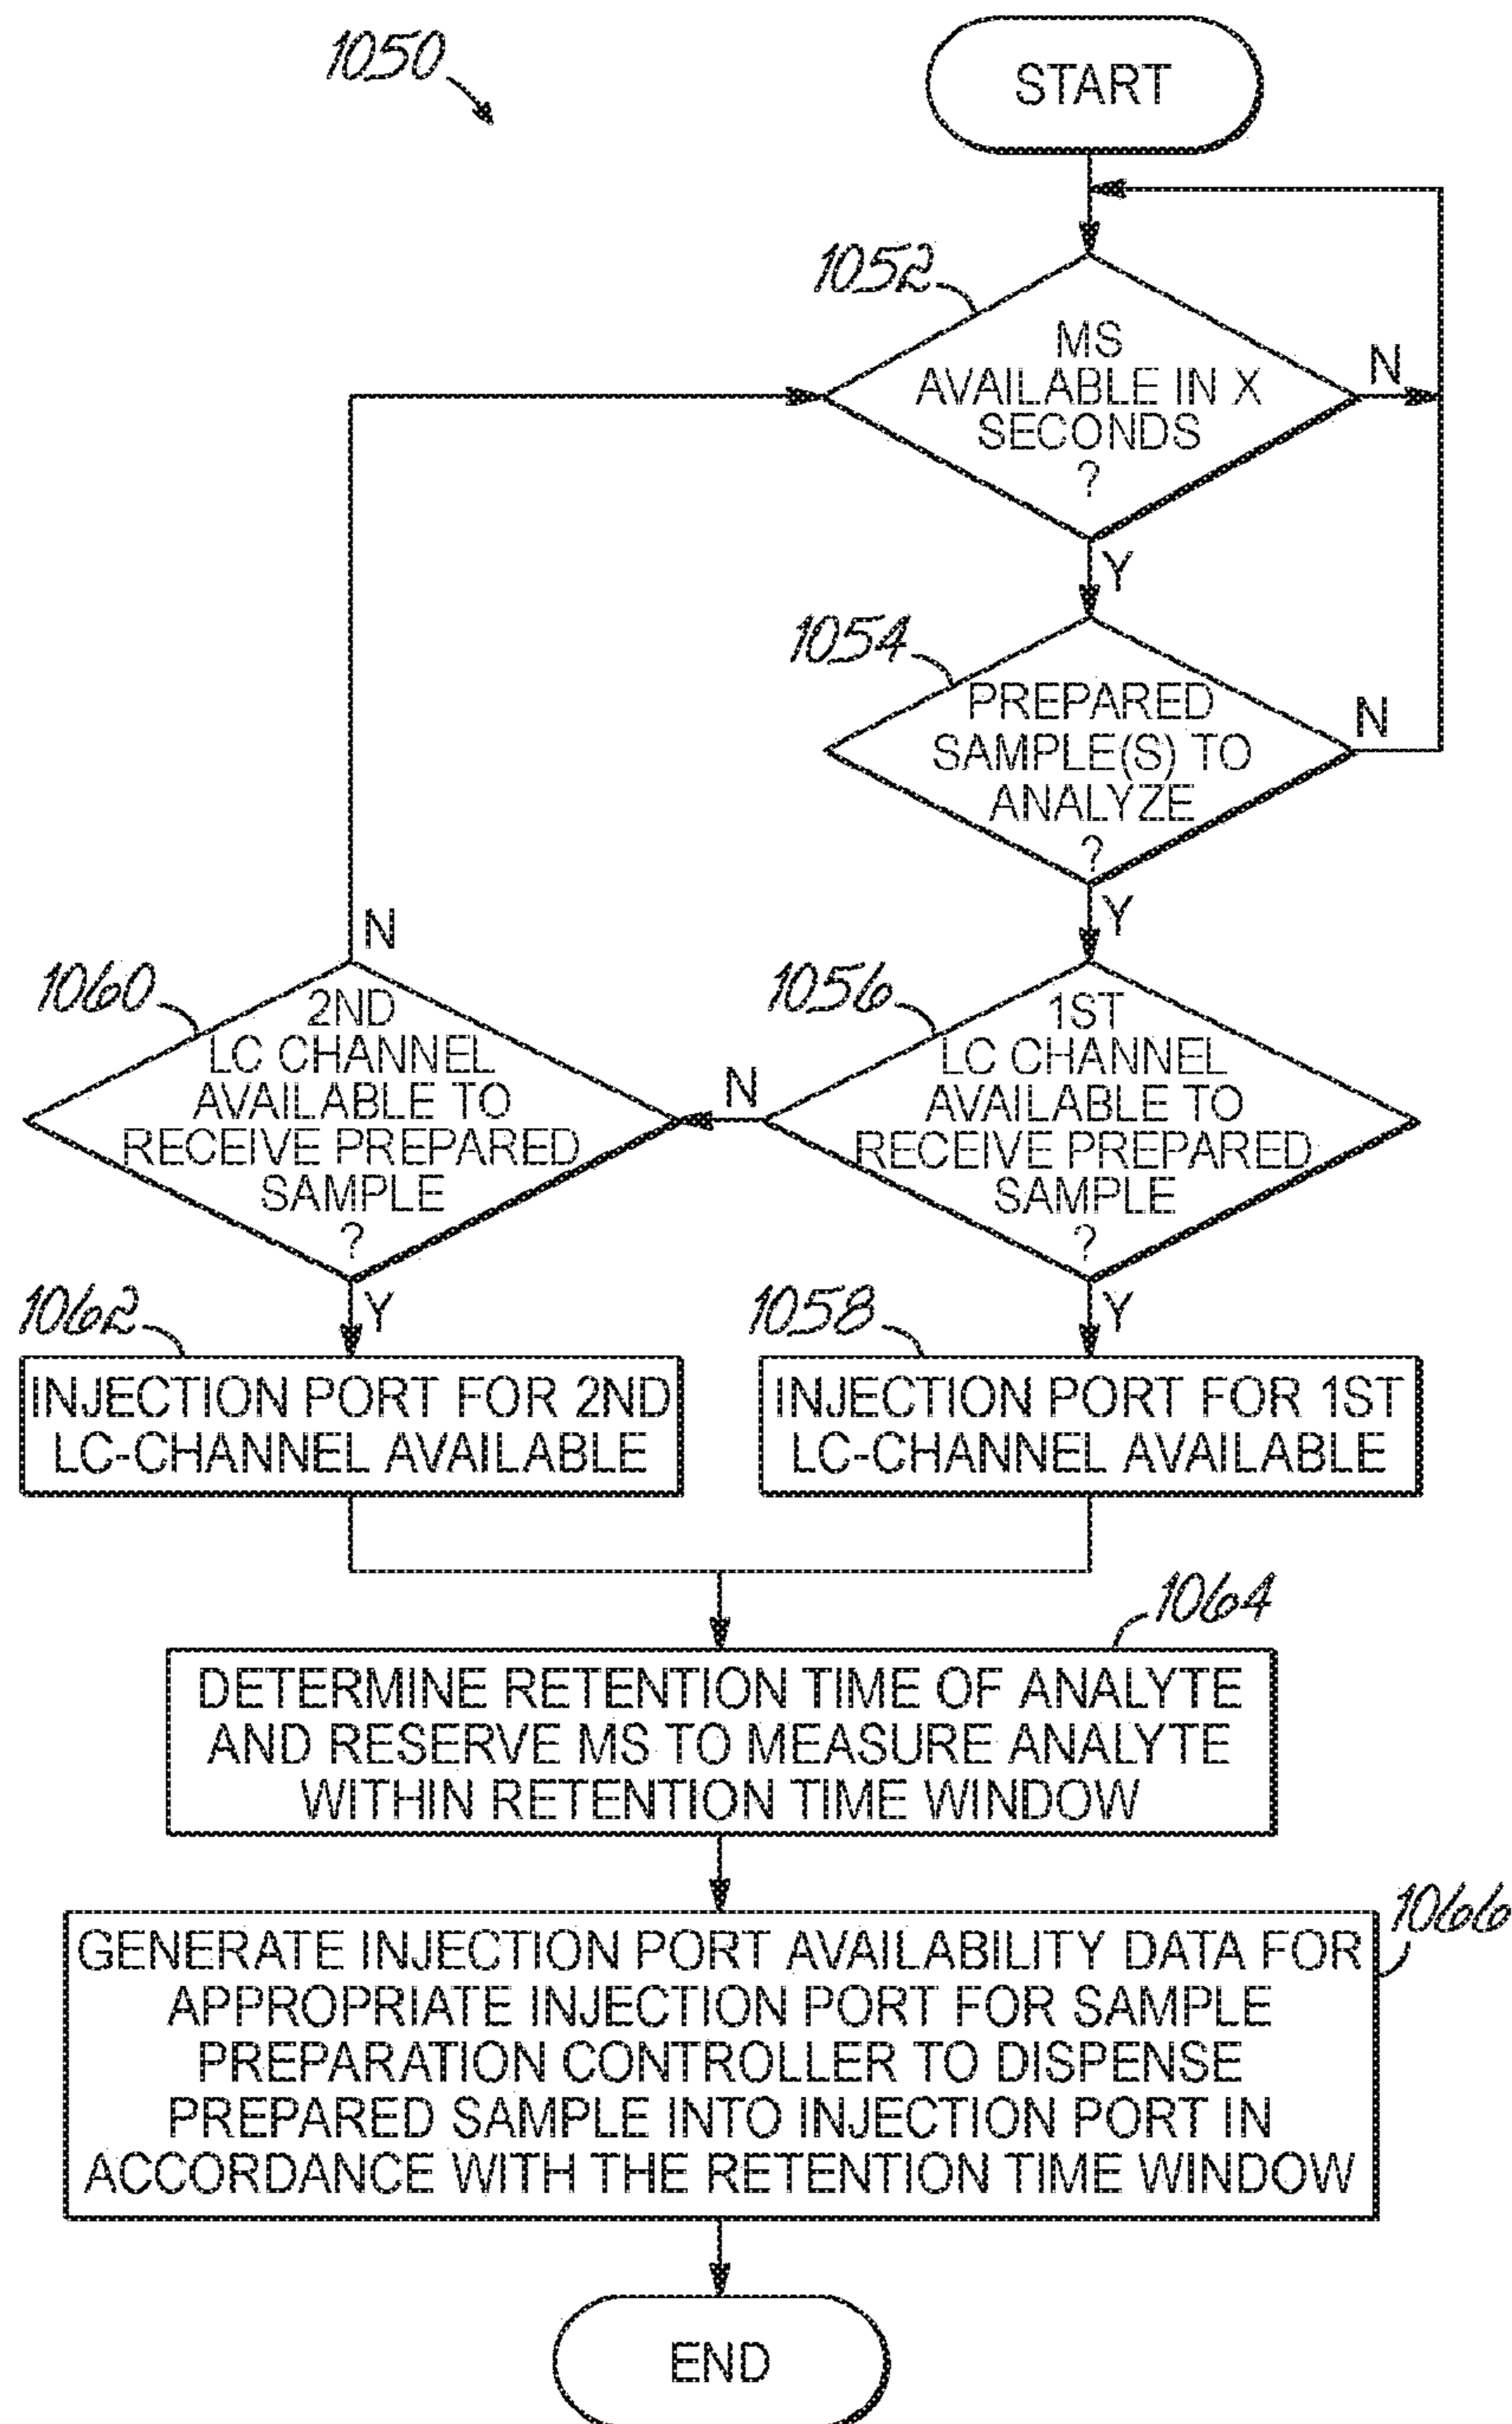 1050
START
1052
MS
AVAILABLE IN X
SECONDS
?
N
Y
1054
PREPARED
SAMPLE(S) TO
ANALYZE
?
N
Y
1056
1ST
LC CHANNEL
AVAILABLE TO
RECEIVE PREPARED
SAMPLE
?
N
Y
1060
2ND
LC CHANNEL
AVAILABLE TO
RECEIVE PREPARED
SAMPLE
?
N
Y
1062
INJECTION PORT FOR 2ND
LC-CHANNEL AVAILABLE
1058
INJECTION PORT FOR 1ST
LC-CHANNEL AVAILABLE
1064
DETERMINE RETENTION TIME OF ANALYTE
AND RESERVE MS TO MEASURE ANALYTE
WITHIN RETENTION TIME WINDOW
1066
GENERATE INJECTION PORT AVAILABILITY DATA FOR
APPROPRIATE INJECTION PORT FOR SAMPLE
PREPARATION CONTROLLER TO DISPENSE
PREPARED SAMPLE INTO INJECTION PORT IN
ACCORDANCE WITH THE RETENTION TIME WINDOW
END